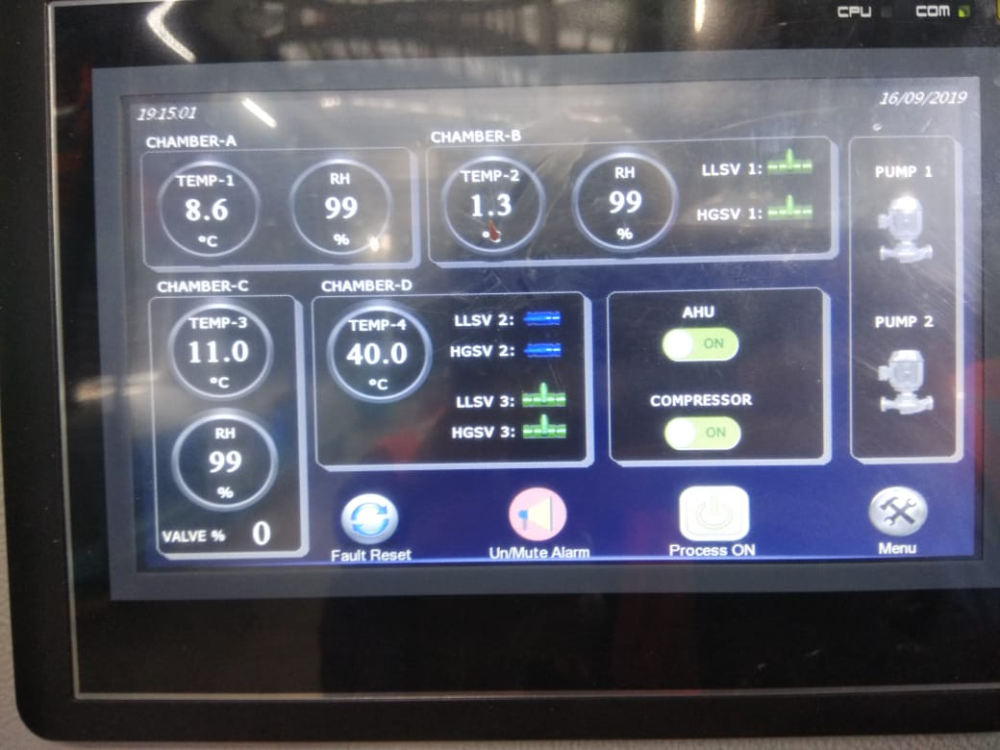 CPU COM
19:15:01 16/09/2019
CHAMBER-A
TEMP-1
8.6
°C
RH
99
%
CHAMBER-B
TEMP-2
1.3
RH
99
%
LLSV 1:
HGSV 1:
PUMP 1
PUMP 2
CHAMBER-C
TEMP-3
11.0
°C
RH
99
%
VALVE % 0
CHAMBER-D
TEMP-4
40.0
°C
LLSV 2:
HGSV 2:
LLSV 3:
HGSV 3:
AHU
ON
COMPRESSOR
ON
Fault Reset
Un/Mute Alarm
Process ON
Menu